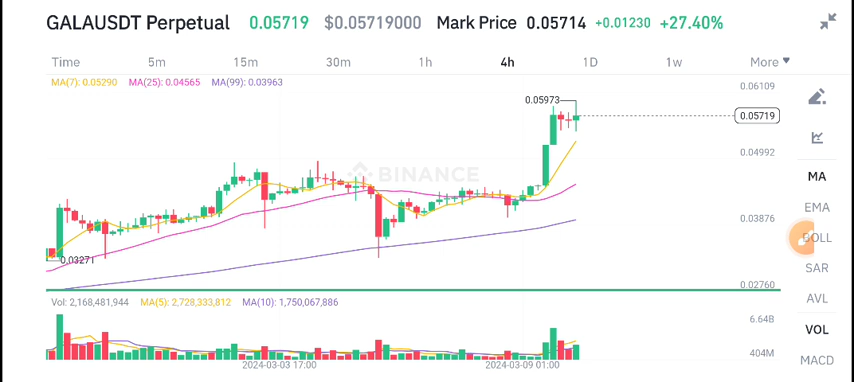 GALAUSDT Perpetual 0.05719 $0.05719000 Mark Price 0.05714 +0.01230 +27.40%
Time 5m 15m 30m 1h 4h 1D 1w More
MA(7): 0.05290 MA(25): 0.04565 MA(99): 0.03963
0.06109
0.05973
0.05719
0.04992
BINANCE
MA
EMA
0.03876
BOLL
0.03271
SAR
0.02760
AVL
Vol: 2,168,481,944 MA(5): 2,728,333,812 MA(10): 1,750,067,886
6.64B
VOL
404M
MACD
2024-03-03 17:00 2024-03-09 01:00